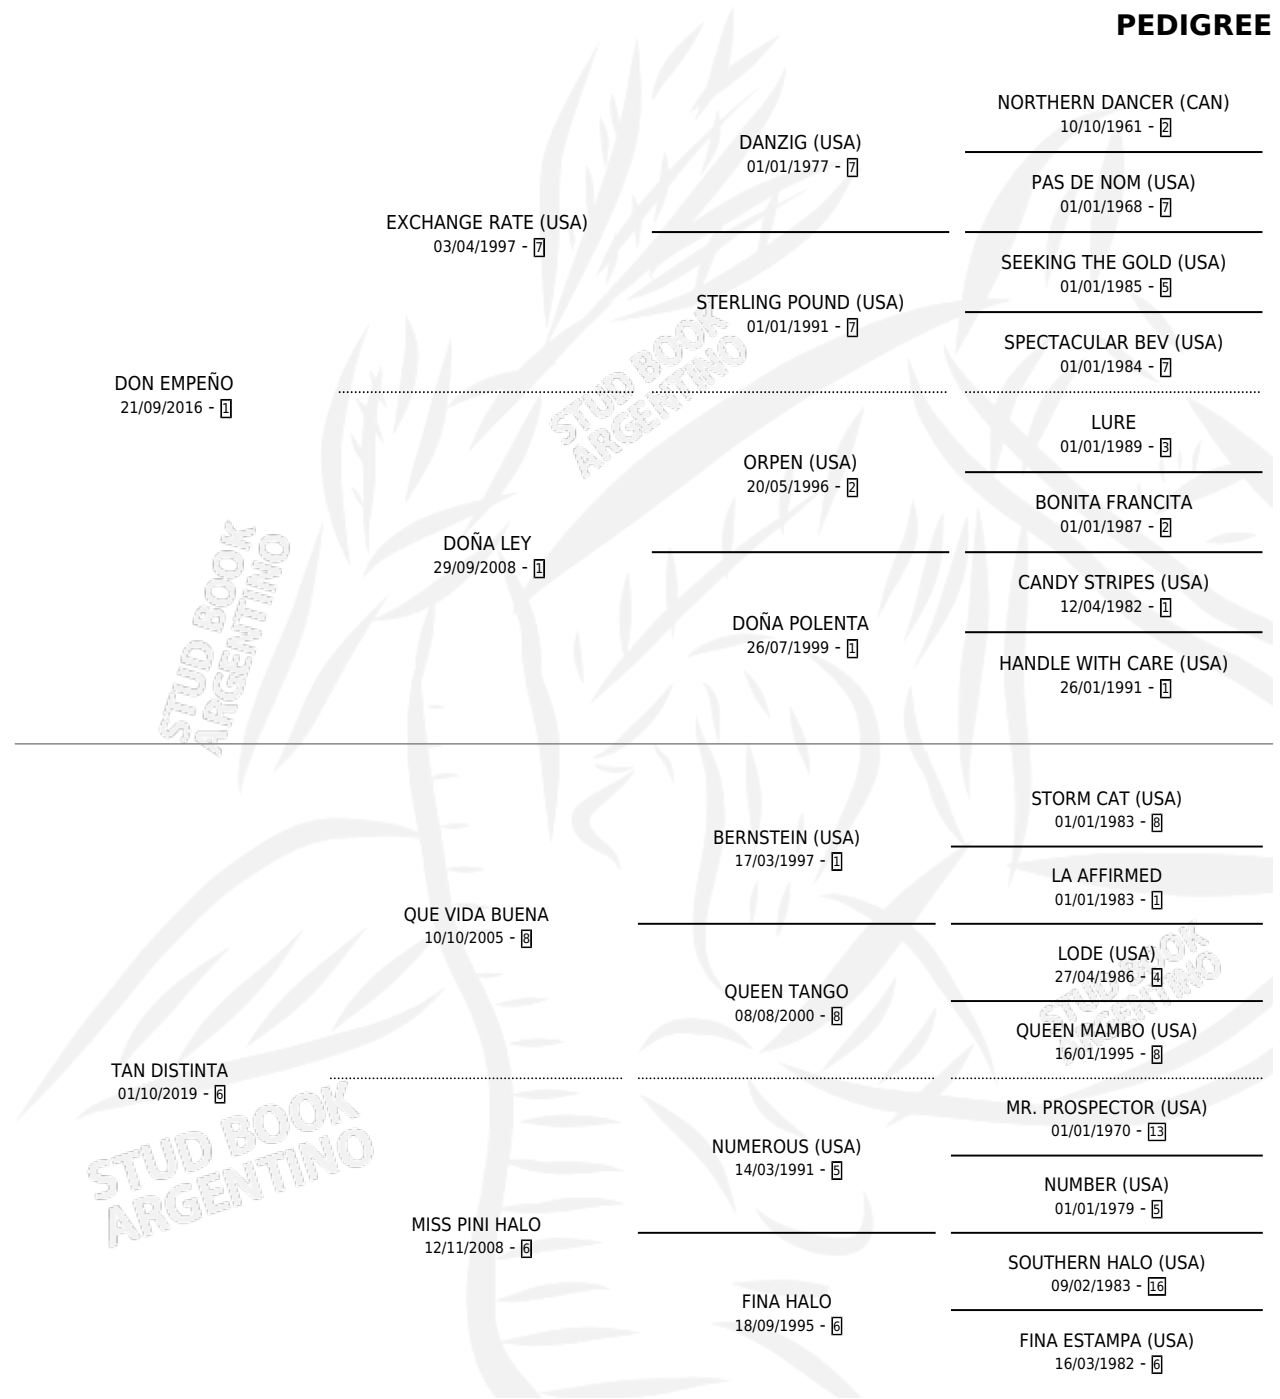 PEDIGREE
NORTHERN DANCER (CAN)
10/10/1961 - 2
DANZIG (USA)
01/01/1977 - 7
PAS DE NOM (USA)
01/01/1968 - 7
EXCHANGE RATE (USA)
03/04/1997 - 7
SEEKING THE GOLD (USA)
01/01/1985 - 5
STERLING POUND (USA)
01/01/1991 - 7
SPECTACULAR BEV (USA)
01/01/1984 - 7
DON EMPEÑO
21/09/2016 - 1
LURE
01/01/1989 - 3
ORPEN (USA)
20/05/1996 - 2
BONITA FRANCITA
01/01/1987 - 2
DOÑA LEY
29/09/2008 - 1
CANDY STRIPES (USA)
12/04/1982 - 1
DOÑA POLENTA
26/07/1999 - 1
HANDLE WITH CARE (USA)
26/01/1991 - 1
STORM CAT (USA)
01/01/1983 - 8
BERNSTEIN (USA)
17/03/1997 - 1
LA AFFIRMED
01/01/1983 - 1
QUE VIDA BUENA
10/10/2005 - 8
LODE (USA)
27/04/1986 - 4
QUEEN TANGO
08/08/2000 - 8
QUEEN MAMBO (USA)
16/01/1995 - 8
TAN DISTINTA
01/10/2019 - 6
MR. PROSPECTOR (USA)
01/01/1970 - 13
NUMEROUS (USA)
14/03/1991 - 5
NUMBER (USA)
01/01/1979 - 5
MISS PINI HALO
12/11/2008 - 6
SOUTHERN HALO (USA)
09/02/1983 - 16
FINA HALO
18/09/1995 - 6
FINA ESTAMPA (USA)
16/03/1982 - 6
STUD BOOK
ARGENTINO
STUD BOOK
ARGENTINO
STUD BOOK
ARGENTINO
STUD BOOK
ARGENTINO